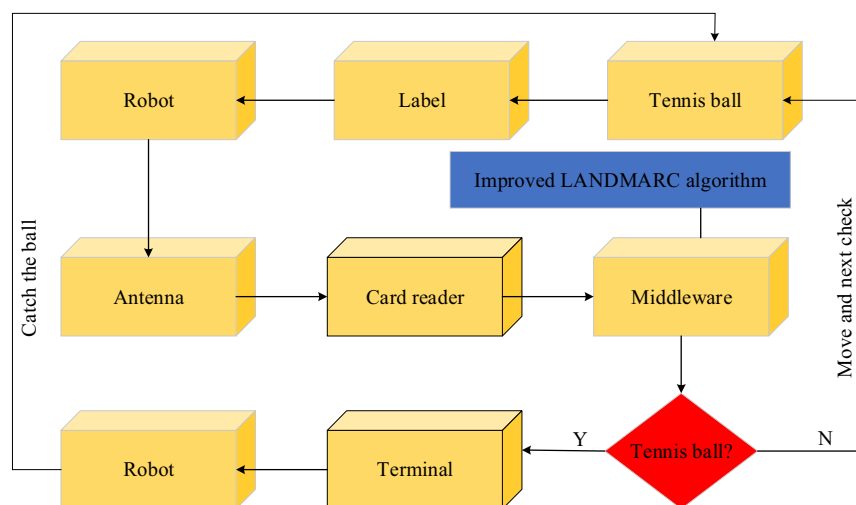 Robot
Label
Tennis ball
Improved LANDMARC algorithm
Catch the ball
Antenna
Card reader
Middleware
Move and next check
Robot
Terminal
Y
Tennis ball?
N